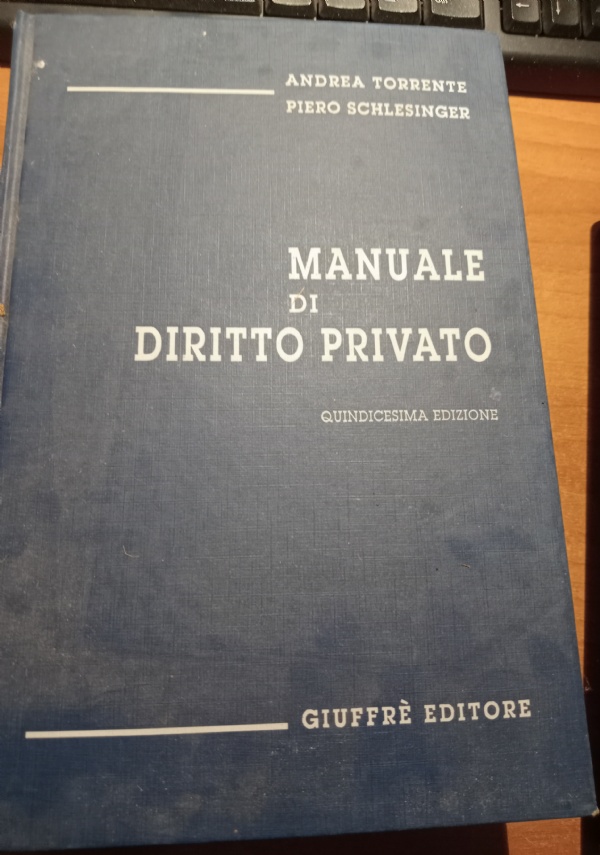 ANDREA TORRENTE
PIERO SCHLESINGER
MANUALE
DI
DIRITTO PRIVATO
QUINDICESIMA EDIZIONE
GIUFFRÈ EDITORE